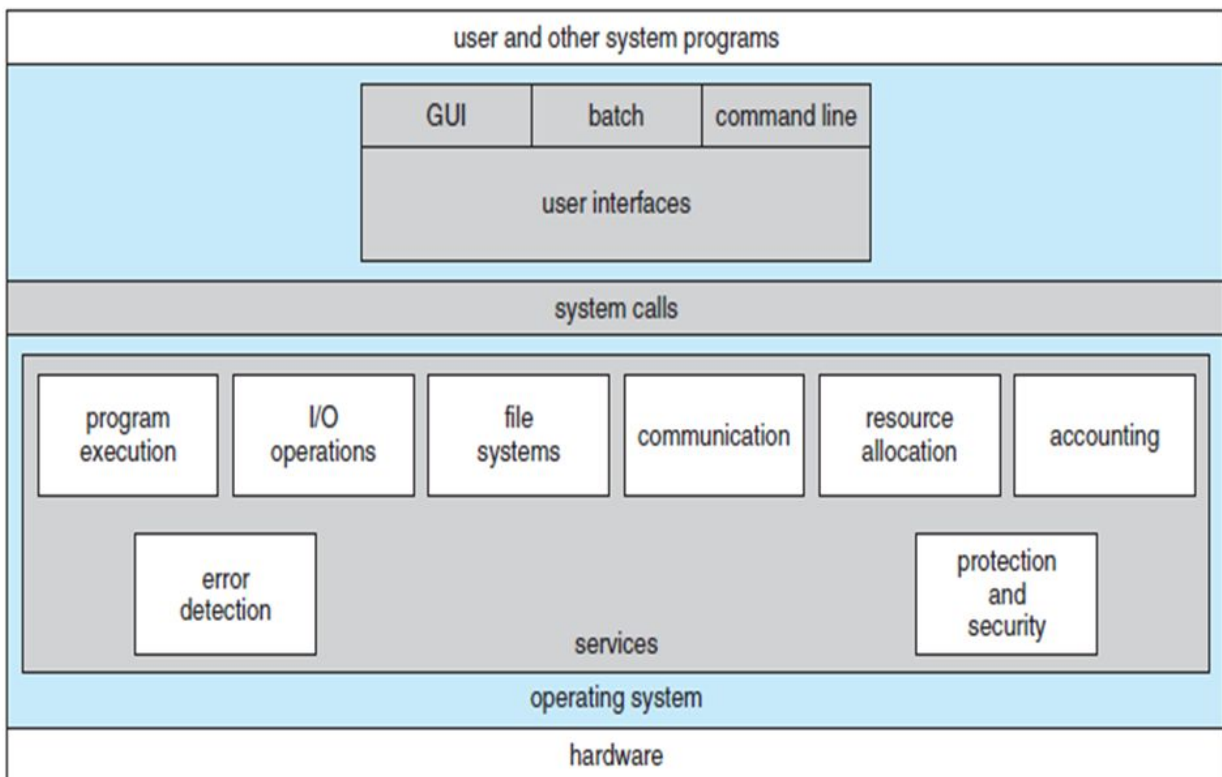 user and other system programs
GUI
batch
command line
user interfaces
system calls
program
execution
I/O
operations
file
systems
communication
resource
allocation
accounting
error
detection
protection
and
security
services
operating system
hardware